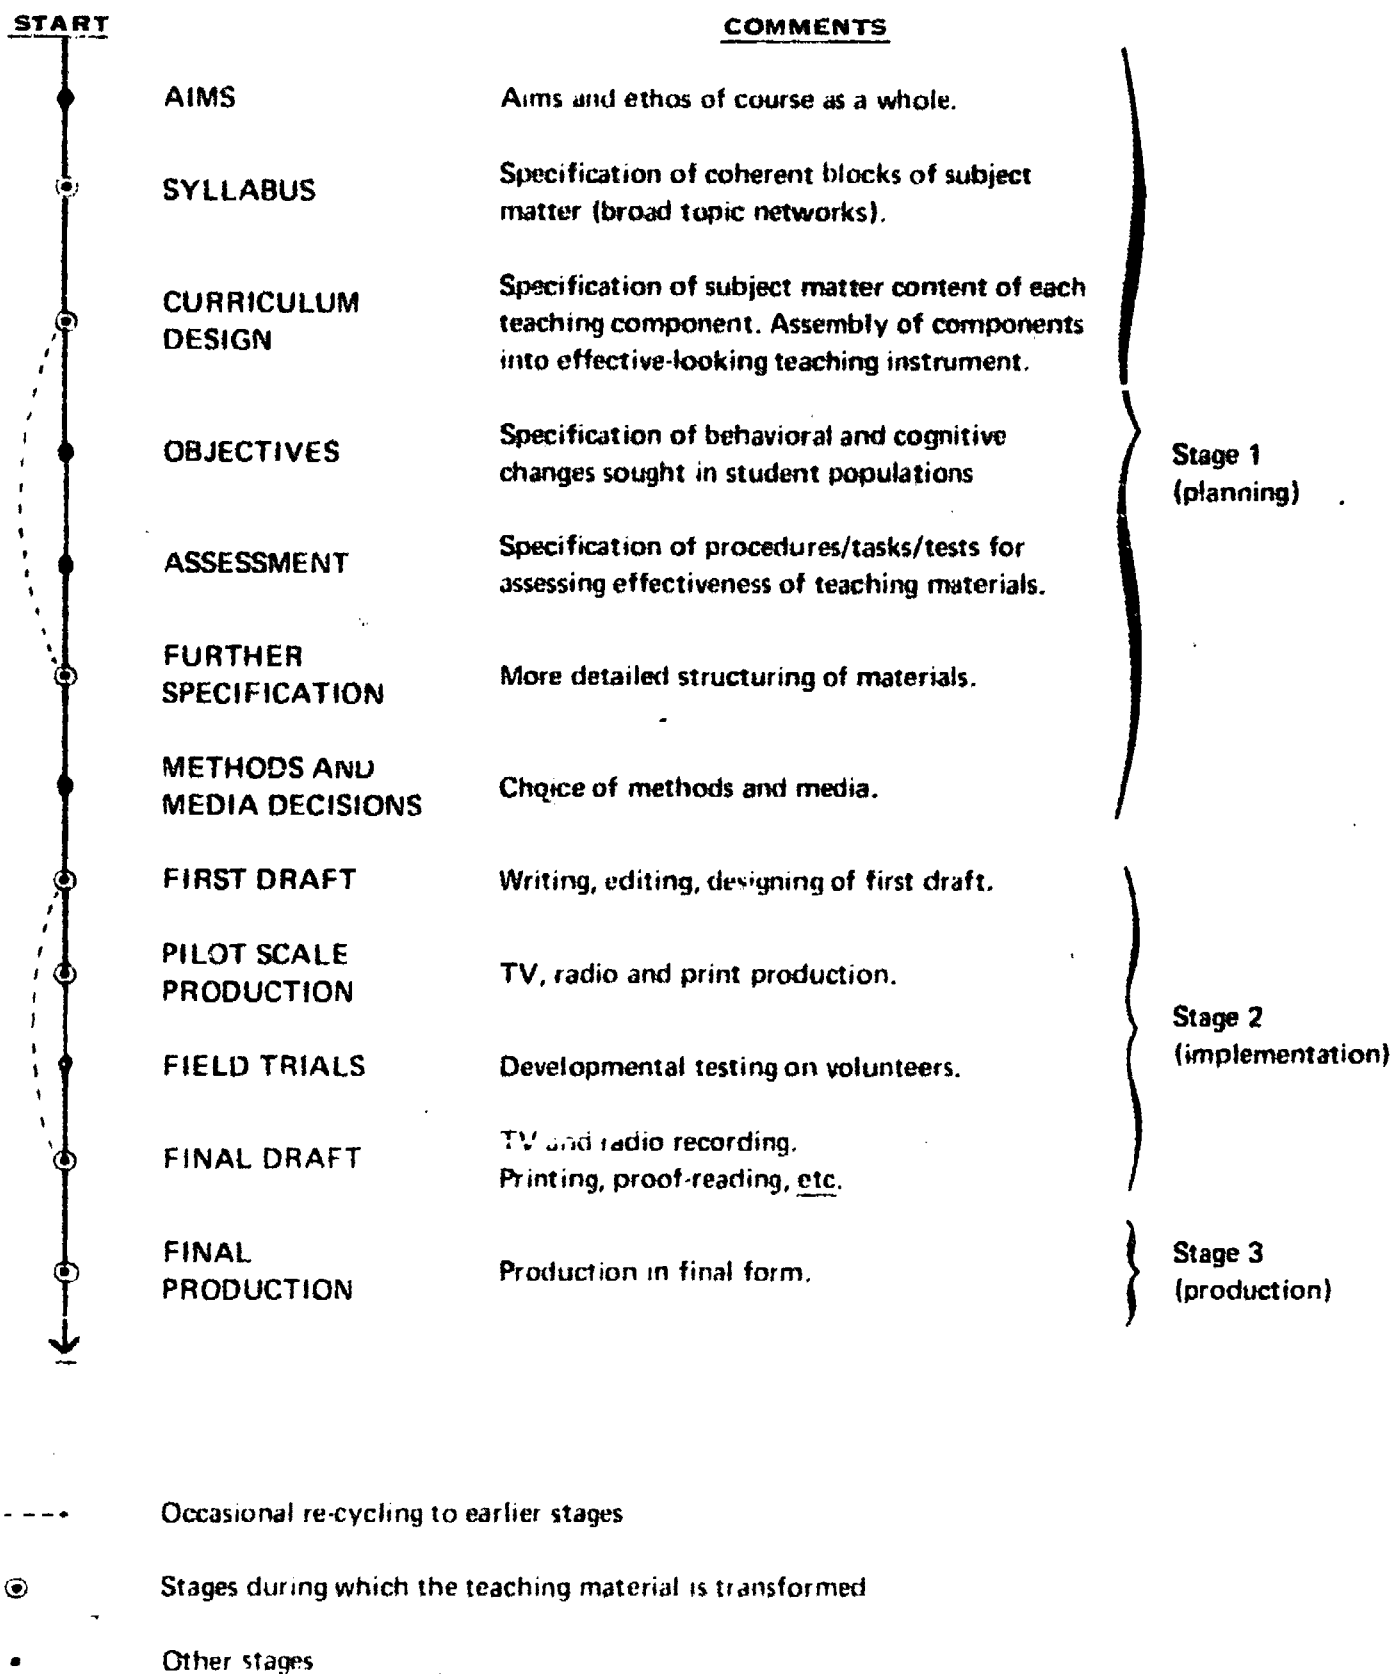 START
COMMENTS
AIMS
Aims and ethos of course as a whole.
SYLLABUS
Specification of coherent blocks of subject
matter (broad topic networks).
CURRICULUM
DESIGN
Specification of subject matter content of each
teaching component. Assembly of components
into effective-looking teaching instrument.
OBJECTIVES
Specification of behavioral and cognitive
changes sought in student populations
Stage 1
(planning)
ASSESSMENT
Specification of procedures/tasks/tests for
assessing effectiveness of teaching materials.
FURTHER
SPECIFICATION
More detailed structuring of materials.
METHODS AND
MEDIA DECISIONS
Choice of methods and media.
FIRST DRAFT
Writing, editing, designing of first draft.
PILOT SCALE
PRODUCTION
TV, radio and print production.
Stage 2
(implementation)
FIELD TRIALS
Developmental testing on volunteers.
FINAL DRAFT
TV and radio recording.
Printing, proof-reading, etc.
FINAL
PRODUCTION
Production in final form.
Stage 3
(production)
Occasional re-cycling to earlier stages
Stages during which the teaching material is transformed
Other stages